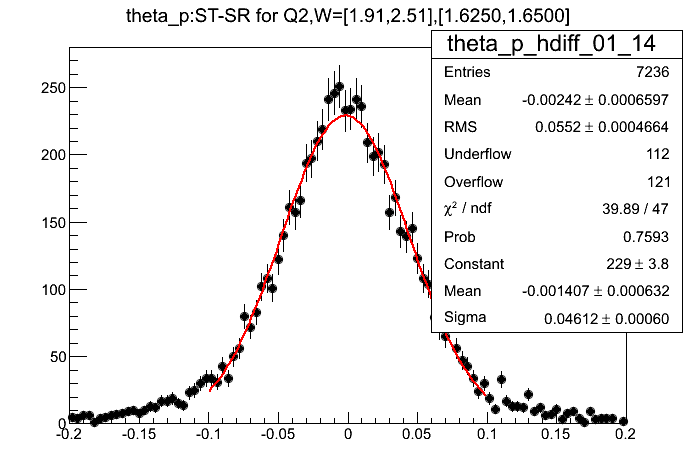 theta_p:ST-SR for Q2,W=[1.91,2.51],[1.6250,1.6500]
theta_p_hdiff_01_14
Entries 7236
Mean -0.00242 ± 0.0006597
RMS 0.0552 ± 0.0004664
Underflow 112
Overflow 121
χ² / ndf 39.89 / 47
Prob 0.7593
Constant 229 ± 3.8
Mean -0.001407 ± 0.000632
Sigma 0.04612 ± 0.00060
250
200
150
100
50
0
-0.2 -0.15 -0.1 -0.05 0 0.05 0.1 0.15 0.2